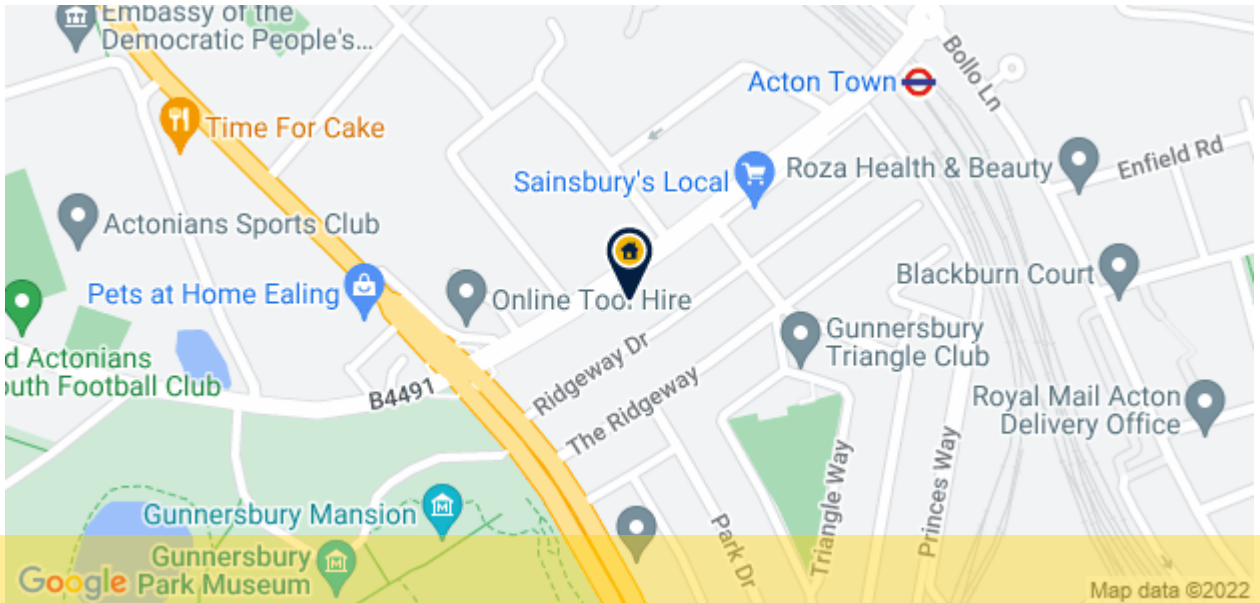 Embassy of the
Democratic People's...
Bollo Ln
Acton Town
Time For Cake
Enfield Rd
Roza Health & Beauty
Sainsbury's Local
Actonians Sports Club
Blackburn Court
Pets at Home Ealing
Online Tool Hire
Gunnersbury
Triangle Club
d Actonians
outh Football Club
Ridgeway Dr
B4491
The Ridgeway
Royal Mail Acton
Delivery Office
Gunnersbury Mansion
Park Dr
Triangle Way
Princes Way
Gunnersbury
Park Museum
Google
Map data ©2022